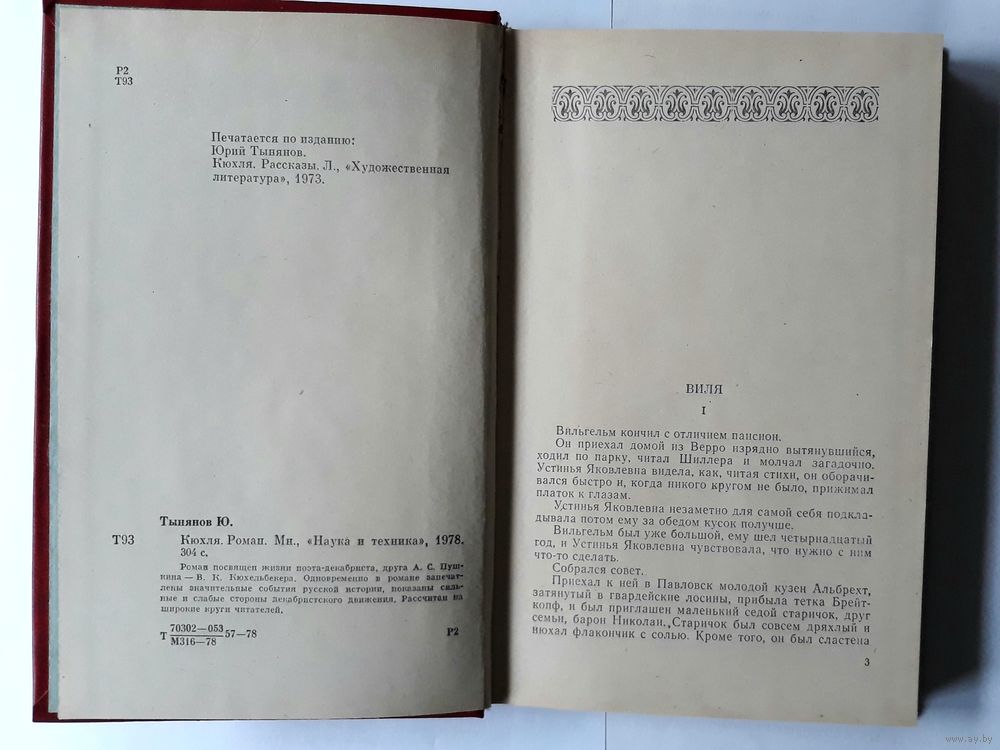 Р2
Т93
Печатается по изданию:
Юрий Тынянов.
Кюхля. Рассказы. Л., «Художественная
литература», 1973.
Тынянов Ю.
Т93 Кюхля. Роман. Мн., «Наука и техника», 1978.
304 с.
Роман посвящен жизни поэта-декабриста, друга А. С. Пуш-
кина — В. К. Кюхельбекера. Одновременно в романе запечат-
лены значительные события русской истории, показаны силь-
ные и слабые стороны декабристского движения. Рассчитан на
широкие круги читателей.
Т 70302—053 57—78
М316—78
Р2
ВИЛЯ
I
Вильгельм кончил с отличием пансион.
Он приехал домой из Верро изрядно вытянувшийся,
ходил по парку, читал Шиллера и молчал загадочно.
Устинья Яковлевна видела, как, читая стихи, он оборачи-
вался быстро и, когда никого кругом не было, прижимал
платок к глазам.
Устинья Яковлевна незаметно для самой себя подкла-
дывала потом ему за обедом кусок получше.
Вильгельм был уже большой, ему шел четырнадцатый
год, и Устинья Яковлевна чувствовала, что нужно с ним
что-то сделать.
Собрался совет.
Приехал к ней в Павловск молодой кузен Альбрехт,
затянутый в гвардейские лосины, прибыла тетка Брейт-
копф, и был приглашен маленький седой старичок, друг
семьи, барон Николаи. Старичок был совсем дряхлый и
нюхал флакончик с солью. Кроме того, он был сластена
3
www.ay.by